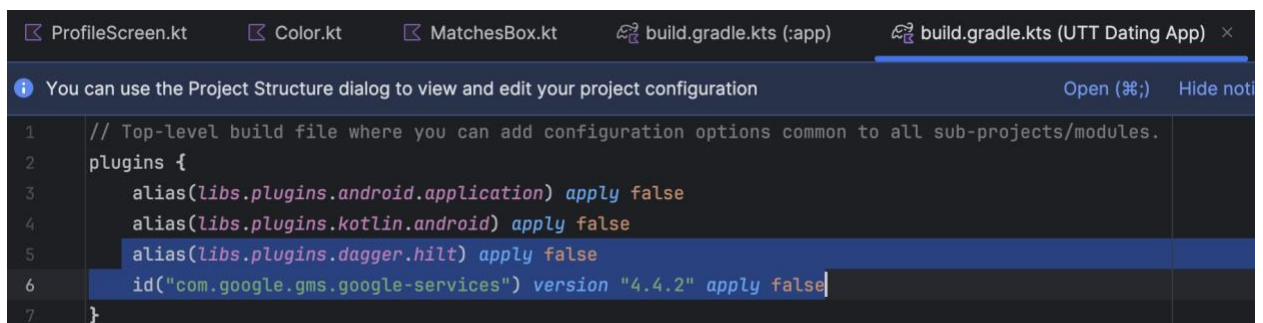 ProfileScreen.kt Color.kt MatchesBox.kt build.gradle.kts (:app) build.gradle.kts (UTT Dating App)
You can use the Project Structure dialog to view and edit your project configuration Open (⌘;) Hide noti
1 // Top-level build file where you can add configuration options common to all sub-projects/modules.
2 plugins {
3 alias(libs.plugins.android.application) apply false
4 alias(libs.plugins.kotlin.android) apply false
5 alias(libs.plugins.dagger.hilt) apply false
6 id("com.google.gms.google-services") version "4.4.2" apply false
7 }